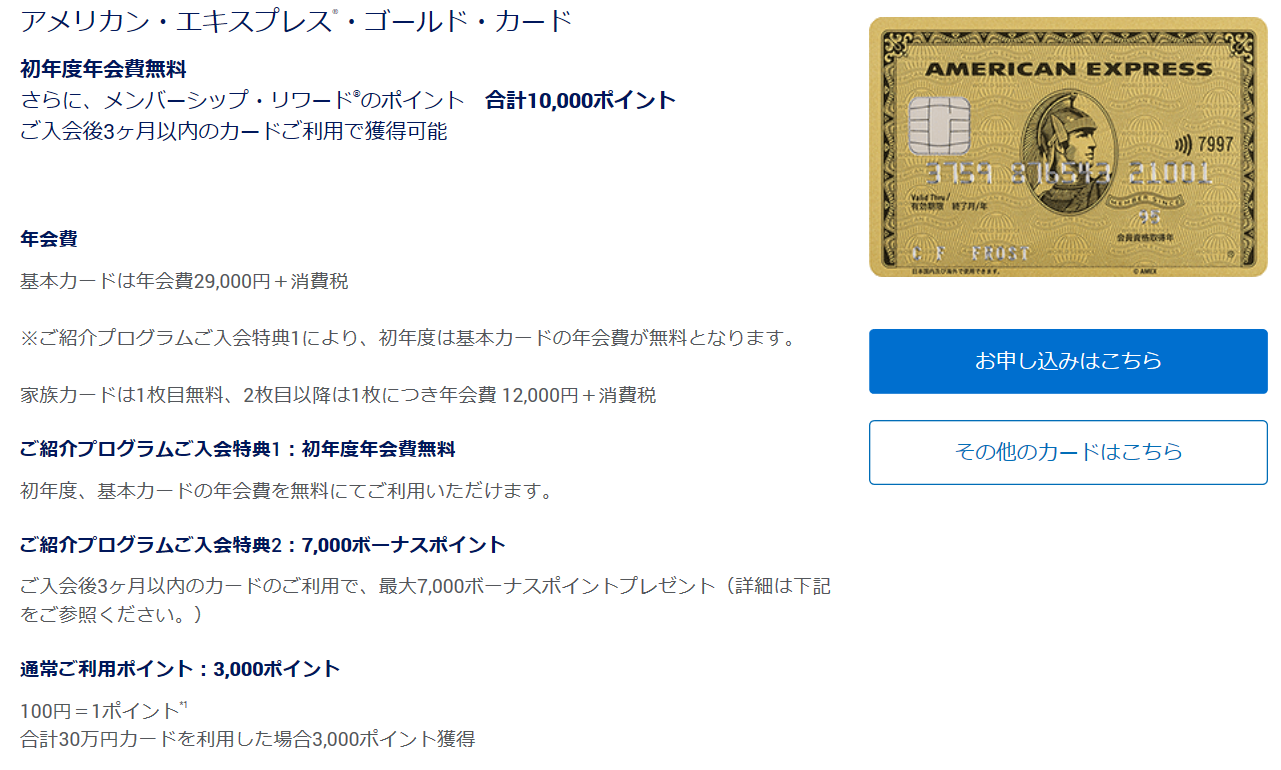 アメリカン・エキスプレス®・ゴールド・カード
初年度年会費無料
さらに、メンバーシップ・リワード®のポイント 合計10,000ポイント
ご入会後3ヶ月以内のカードご利用で獲得可能
年会費
基本カードは年会費29,000円＋消費税
※ご紹介プログラムご入会特典1により、初年度は基本カードの年会費が無料となります。
家族カードは1枚目無料、2枚目以降は1枚につき年会費 12,000円＋消費税
ご紹介プログラムご入会特典1：初年度年会費無料
初年度、基本カードの年会費を無料にてご利用いただけます。
ご紹介プログラムご入会特典2：7,000ボーナスポイント
ご入会後3ヶ月以内のカードのご利用で、最大7,000ボーナスポイントプレゼント（詳細は下記
をご参照ください。）
通常ご利用ポイント：3,000ポイント
100円＝1ポイント*1
合計30万円カードを利用した場合3,000ポイント獲得
AMERICAN EXPRESS
7997
3759 876543 21001
Valid Thru/
有効期限 終了月/年
MEMBER SINCE
95
会員資格取得年
C F FROST
日本国内及び海外で使用できます。
© AMEX
お申し込みはこちら
その他のカードはこちら